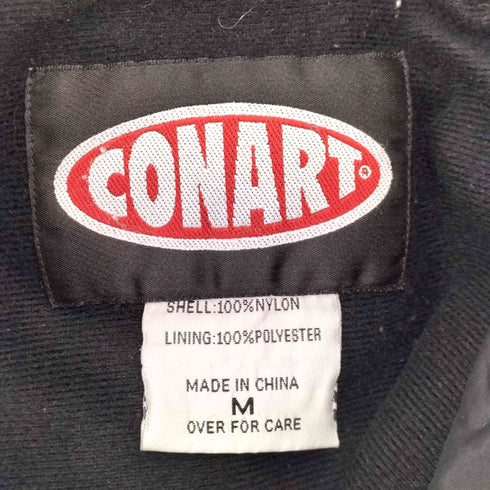 CONART®
SHELL:100%NYLON
LINING:100%POLYESTER
MADE IN CHINA
M
OVER FOR CARE